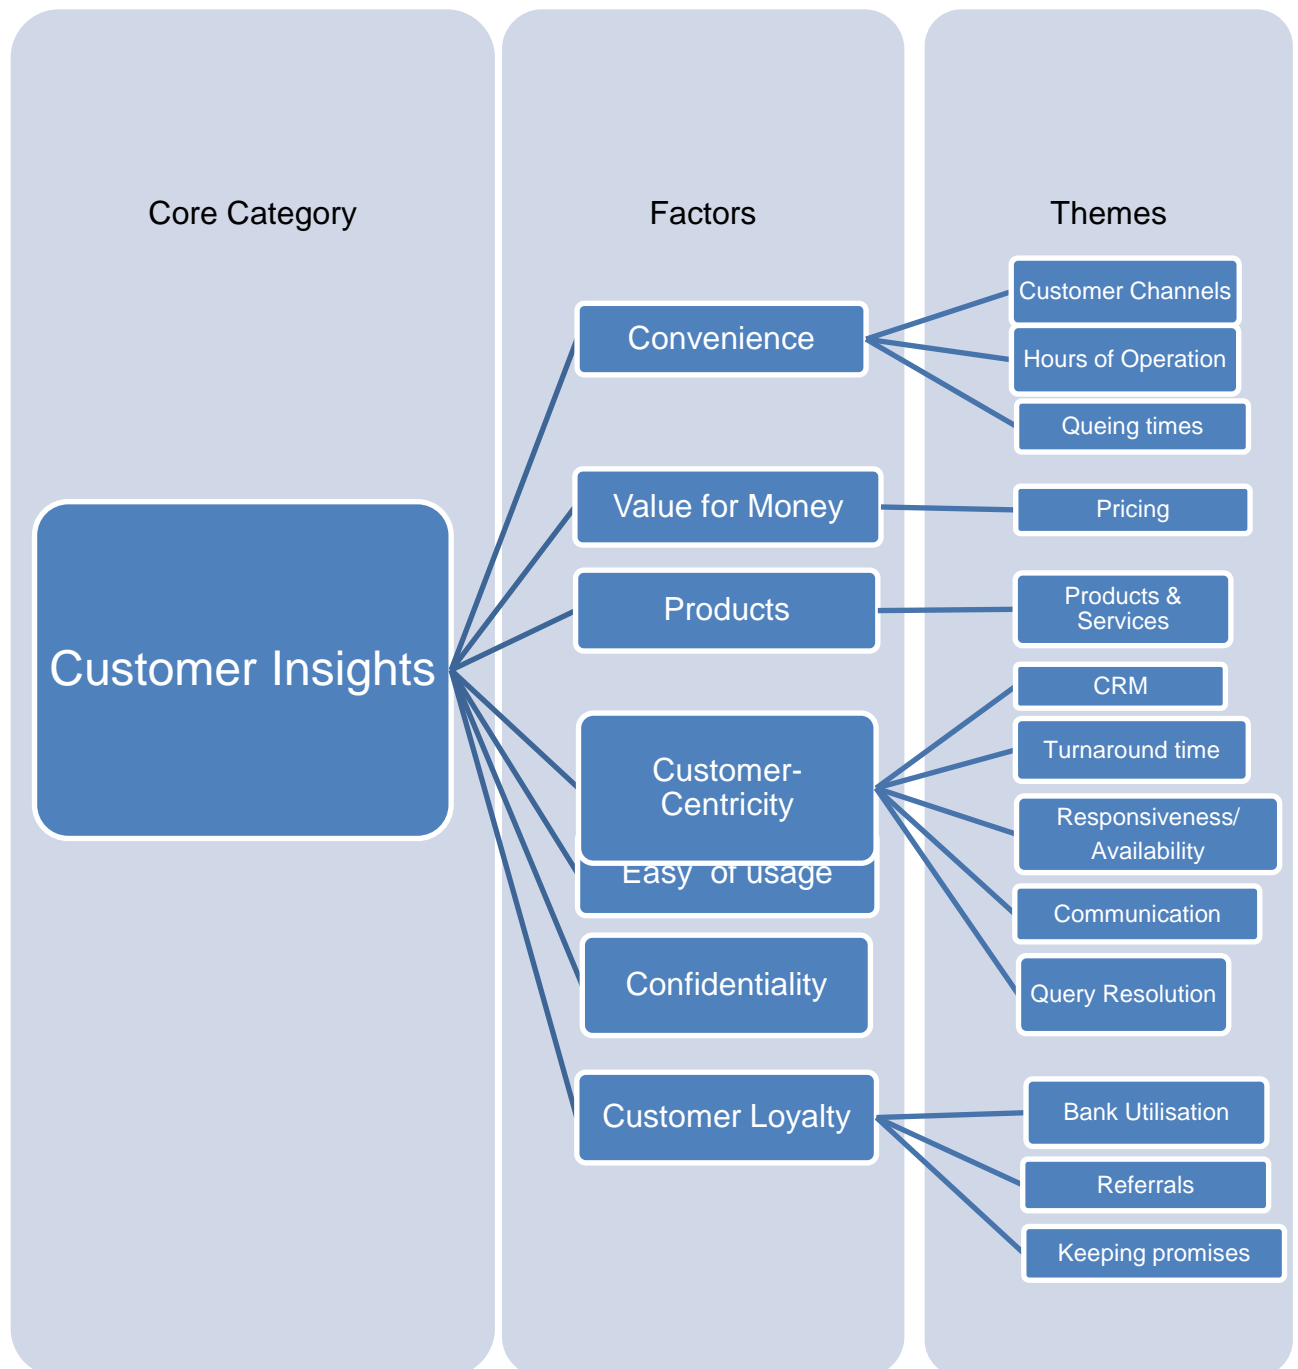 Core Category
Factors
Themes
Customer Insights
Convenience
Value for Money
Products
Customer-
Centricity
Easy  of usage
Confidentiality
Customer Loyalty
Customer Channels
Hours of Operation
Queing times
Pricing
Products &
Services
CRM
Turnaround time
Responsiveness/
Availability
Communication
Query Resolution
Bank Utilisation
Referrals
Keeping promises